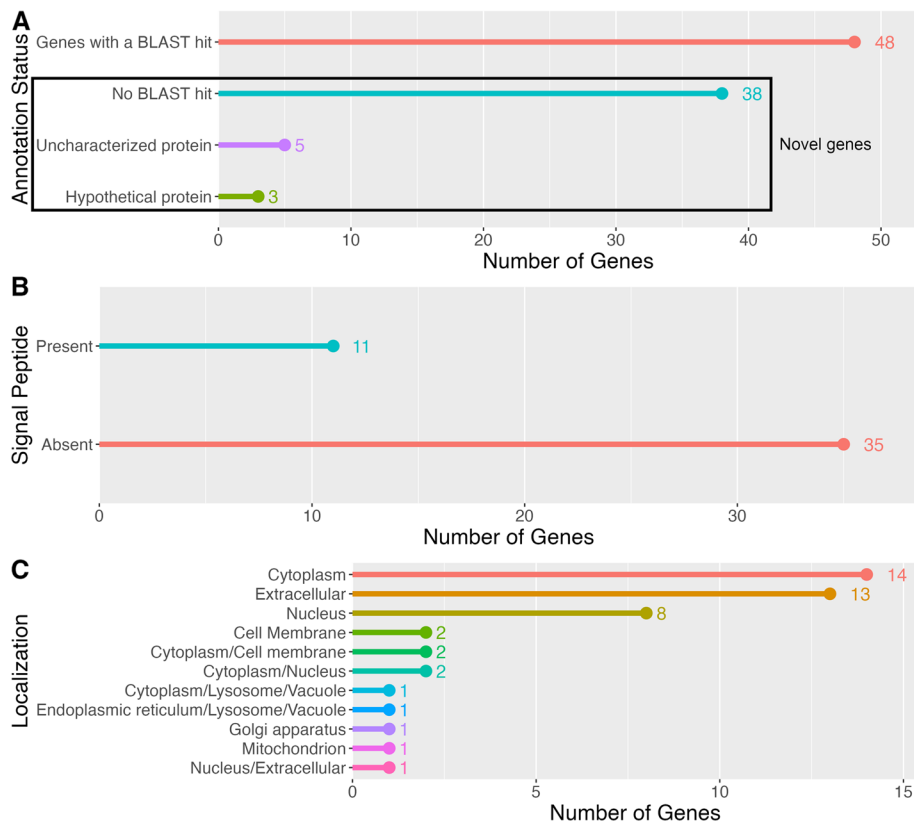 A
Annotation Status
Genes with a BLAST hit
48
No BLAST hit
38
Uncharacterized protein
5
Novel genes
Hypothetical protein
3
0 10 20 30 40 50
Number of Genes
B
Signal Peptide
Present
11
Absent
35
0 10 20 30
Number of Genes
C
Localization
Cytoplasm
14
Extracellular
13
Nucleus
8
Cell Membrane
2
Cytoplasm/Cell membrane
2
Cytoplasm/Nucleus
2
Cytoplasm/Lysosome/Vacuole
1
Endoplasmic reticulum/Lysosome/Vacuole
1
Golgi apparatus
1
Mitochondrion
1
Nucleus/Extracellular
1
0 5 10 15
Number of Genes